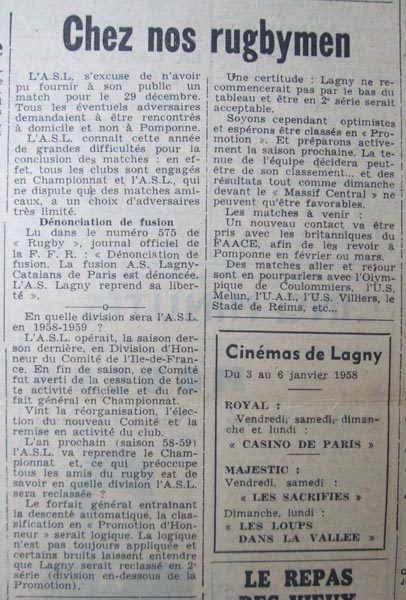 Chez nos rugbymen
L'A.S.L. s'excuse de n'avoir
pu fournir à son public un
match pour le 29 décembre.
Tous les éventuels adversaires
demandaient à être rencontrés
à domicile et non à Pomponne.
L'A.S.L. connait cette année
de grandes difficultés pour la
conclusion des matches : en ef-
fet, tous les clubs sont engagés
en Championnat et l'A.S.L., qui
ne dispute que des matches ami-
caux, a un choix d'adversaires
très limité.
Dénonciation de fusion
Lu dans le numéro 575 de
« Rugby », journal officiel de
la F. F. R. : « Dénonciation de
fusion. La fusion A.S. Lagny-
Catalans de Paris est dénoncée.
L'A.S. Lagny reprend sa liber-
té ».
En quelle division sera l'A.S.L.
en 1958-1959 ?
L'A.S.L. opérait, la saison der-
son dernière, en Division d'Hon-
neur du Comité de l'Ile-de-Fran-
ce. En fin de saison, ce Comité
fut averti de la cessation de tou-
te activité officielle et du for-
fait général en Championnat.
Vint la réorganisation, l'élec-
tion du nouveau Comité et la
remise en activité du club.
L'an prochain (saison 58-59)
l'A.S.L. va reprendre le Cham-
pionnat et, ce qui préoccupe
tous les amis du rugby est de
savoir en quelle division l'A.S.L.
sera reclassée ?
Le forfait général entrainant
la descente automatique, la clas-
sification en « Promotion d'Hon-
neur » serait logique. La logique
n'est pas toujours appliquée et
certains bruits laissent entendre
que Lagny serait reclassé en 2e
série (division en-dessous de la
Promotion).
Une certitude : Lagny ne re-
commencerait pas par le bas du
tableau et être en 2e série serait
acceptable.
Soyons cependant optimistes
et espérons être classés en « Pro-
motion ». Et préparons active-
ment la saison prochaine. La te-
nue de l'équipe décidera peut-
être de son classement... et des
résultats tout comme dimanche
devant le « Massif Central » ne
peuvent qu'être favorables.
Les matches à venir :
Un nouveau contact va être
pris avec les britanniques du
FAACE, afin de les revoir à
Pomponne en février ou mars.
Des matches aller et retour
sont en pourparlers avec l'Olym-
pique de Coulommiers, l'U.S.
Melun, l'U.A.I., l'U.S. Villiers, le
Stade de Reims, etc...
Cinémas de Lagny
Du 3 au 6 janvier 1958
ROYAL :
Vendredi, samedi, diman-
che et lundi :
« CASINO DE PARIS »
MAJESTIC :
Vendredi, samedi :
« LES SACRIFIES »
Dimanche, lundi :
« LES LOUPS
DANS LA VALLEE »
LE REPAS
DES VIEUX